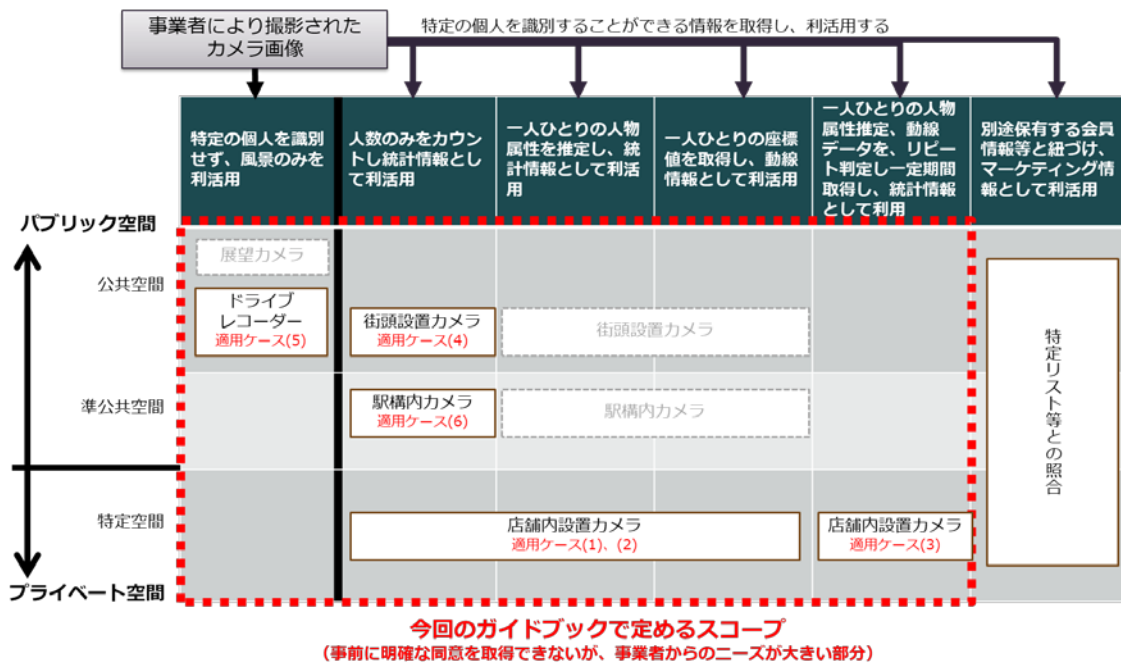 事業者により撮影された
カメラ画像
特定の個人を識別することができる情報を取得し、利活用する
特定の個人を識別
せず、風景のみを
利活用
人数のみをカウン
トし統計情報とし
て利活用
一人ひとりの人物
属性を推定し、統
計情報として利活
用
一人ひとりの座標
値を取得し、動線
情報として利活用
一人ひとりの人物
属性推定、動線
データを、リピー
ト判定し一定期間
取得し、統計情報
として利用
別途保有する会員
情報等と紐づけ、
マーケティング情
報として利活用
パブリック空間
公共空間
展望カメラ
ドライブ
レコーダー
適用ケース(5)
街頭設置カメラ
適用ケース(4)
街頭設置カメラ
準公共空間
駅構内カメラ
適用ケース(6)
駅構内カメラ
特定リスト等との照合
特定空間
店舗内設置カメラ
適用ケース(1)、(2)
店舗内設置カメラ
適用ケース(3)
プライベート空間
今回のガイドブックで定めるスコープ
(事前に明確な同意を取得できないが、事業者からのニーズが大きい部分)